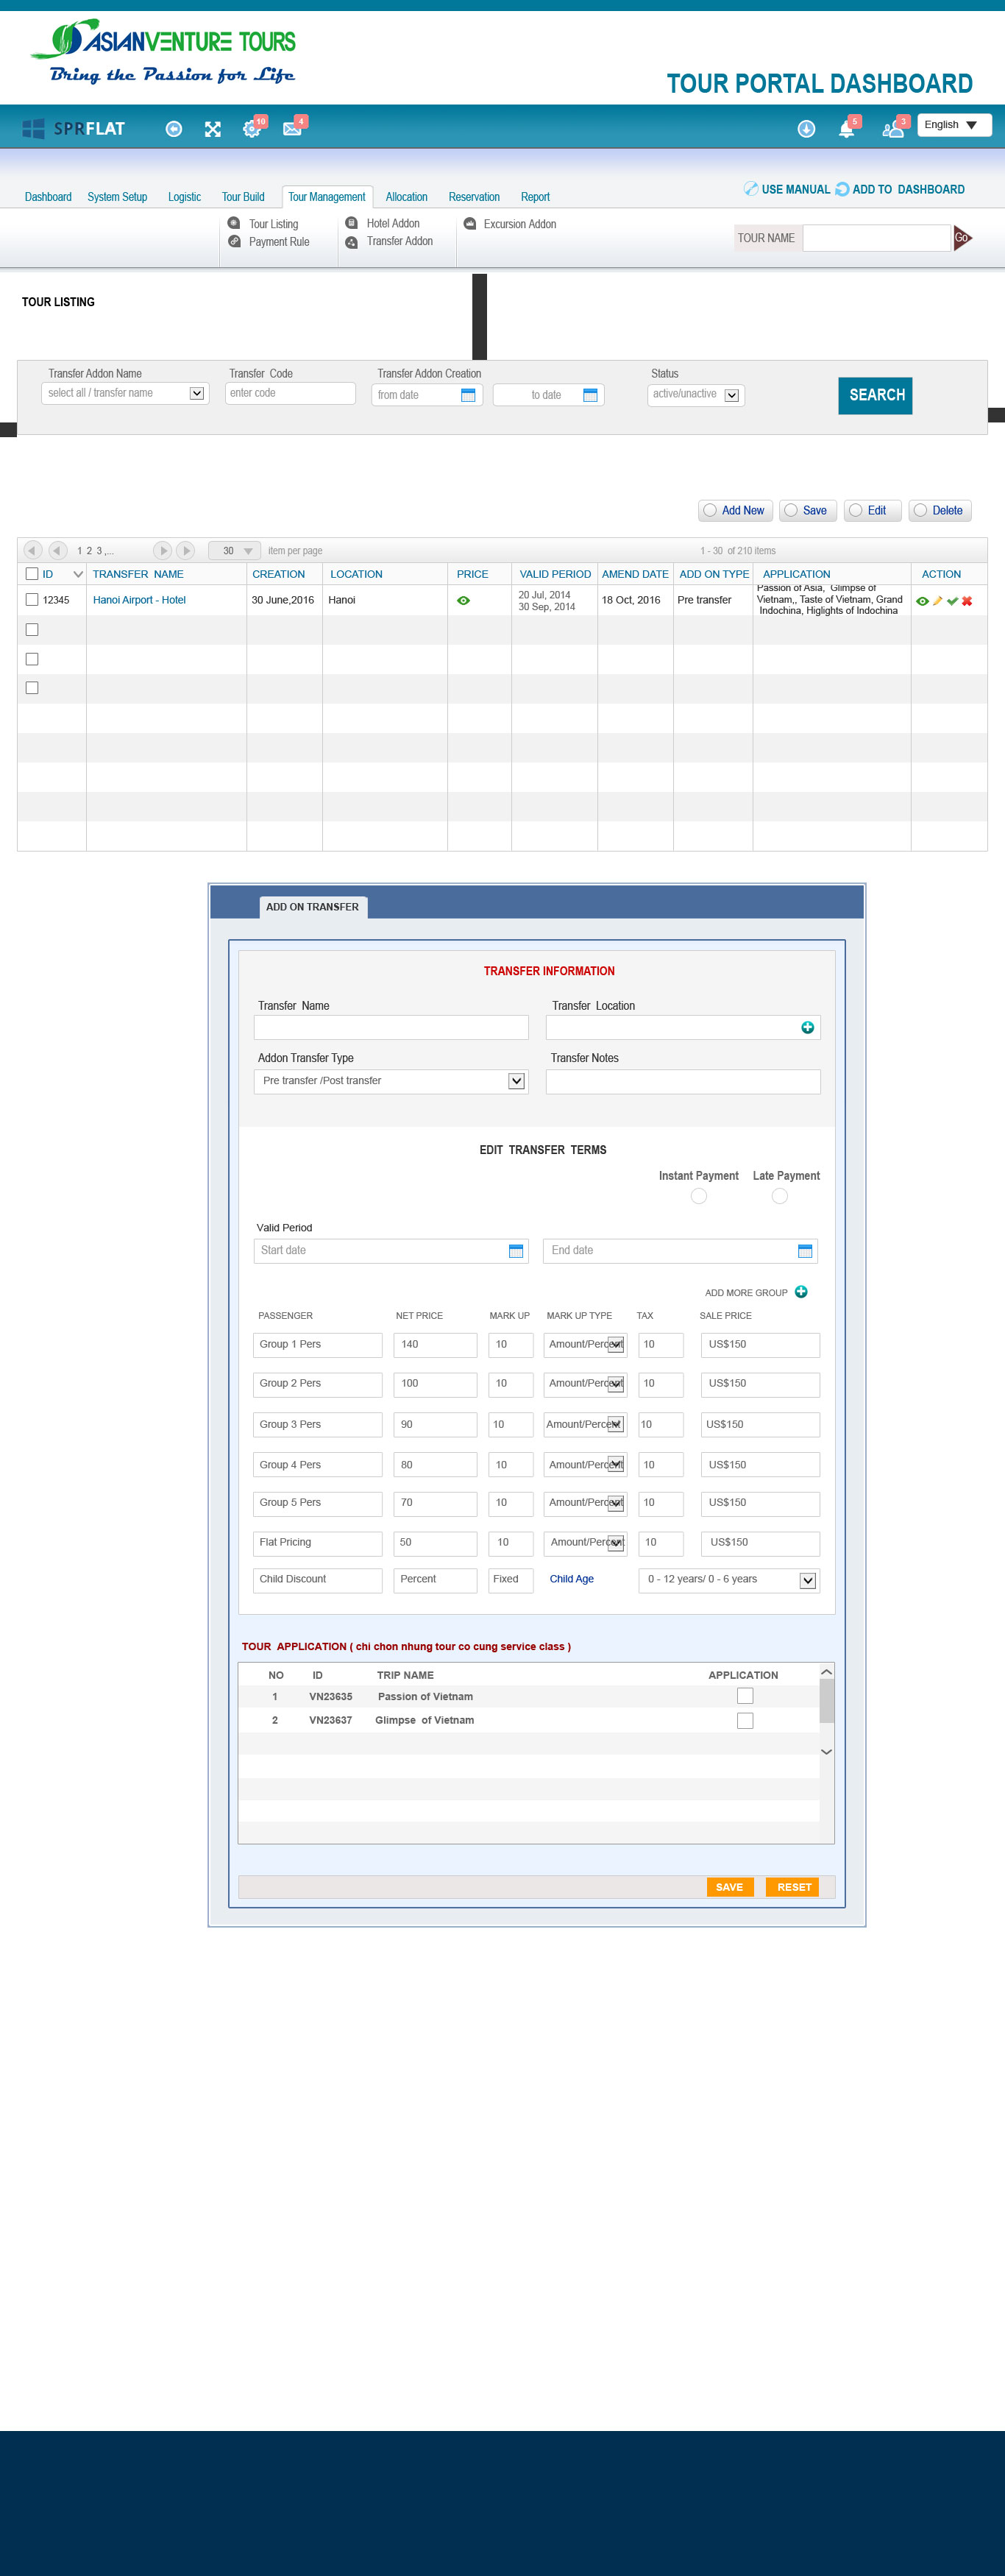 ASIANVENTURE TOURS
Bring the Passion for Life
TOUR PORTAL DASHBOARD
SPRFLAT 10 4 5 3 English
USE MANUAL ADD TO DASHBOARD
Dashboard System Setup Logistic Tour Build Tour Management Allocation Reservation Report
Tour Listing Hotel Addon Excursion Addon
Payment Rule Transfer Addon
TOUR NAME Go
TOUR LISTING
Transfer Addon Name Transfer Code Transfer Addon Creation Status
select all / transfer name enter code from date to date active/unactive SEARCH
Add New Save Edit Delete
1 2 3 ,... 30 item per page 1 - 30 of 210 items
ID TRANSFER NAME CREATION LOCATION PRICE VALID PERIOD AMEND DATE ADD ON TYPE APPLICATION ACTION
12345 Hanoi Airport - Hotel 30 June,2016 Hanoi 20 Jul, 2014 30 Sep, 2014 18 Oct, 2016 Pre transfer Passion of Asia, Glimpse of
Vietnam,, Taste of Vietnam, Grand
Indochina, Higlights of Indochina
ADD ON TRANSFER
TRANSFER INFORMATION
Transfer Name Transfer Location
Addon Transfer Type Transfer Notes
Pre transfer /Post transfer
EDIT TRANSFER TERMS
Instant Payment Late Payment
Valid Period
Start date End date
ADD MORE GROUP
PASSENGER NET PRICE MARK UP MARK UP TYPE TAX SALE PRICE
Group 1 Pers 140 10 Amount/Percent 10 US$150
Group 2 Pers 100 10 Amount/Percent 10 US$150
Group 3 Pers 90 10 Amount/Percent 10 US$150
Group 4 Pers 80 10 Amount/Percent 10 US$150
Group 5 Pers 70 10 Amount/Percent 10 US$150
Flat Pricing 50 10 Amount/Percent 10 US$150
Child Discount Percent Fixed Child Age 0 - 12 years/ 0 - 6 years
TOUR APPLICATION ( chi chon nhung tour co cung service class )
NO ID TRIP NAME APPLICATION
1 VN23635 Passion of Vietnam
2 VN23637 Glimpse of Vietnam
SAVE RESET